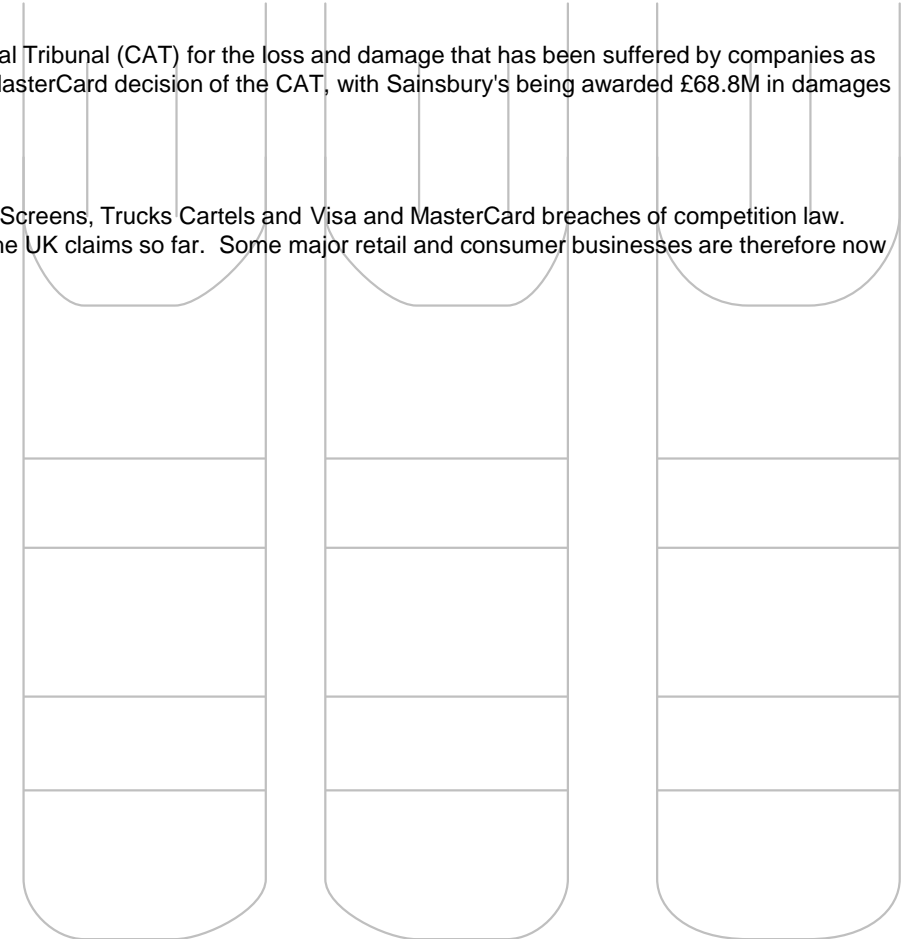 al Tribunal (CAT) for the loss and damage that has been suffered by companies as
MasterCard decision of the CAT, with Sainsbury's being awarded £68.8M in damages
Screens, Trucks Cartels and Visa and MasterCard breaches of competition law.
he UK claims so far.  Some major retail and consumer businesses are therefore now